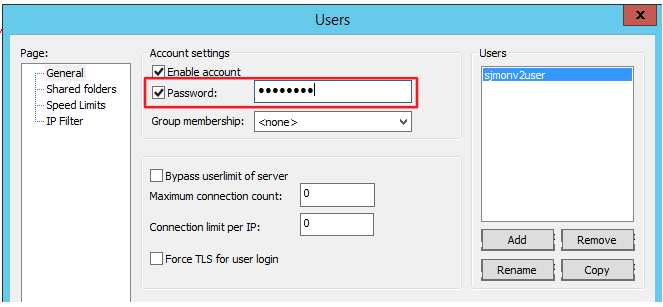 Users
x
Page:
General
Shared folders
Speed Limits
IP Filter
Account settings
Enable account
Password: ••••••••
Group membership: <none>
Bypass userlimit of server
Maximum connection count: 0
Connection limit per IP: 0
Force TLS for user login
Users
sjmonv2user
Add Remove
Rename Copy